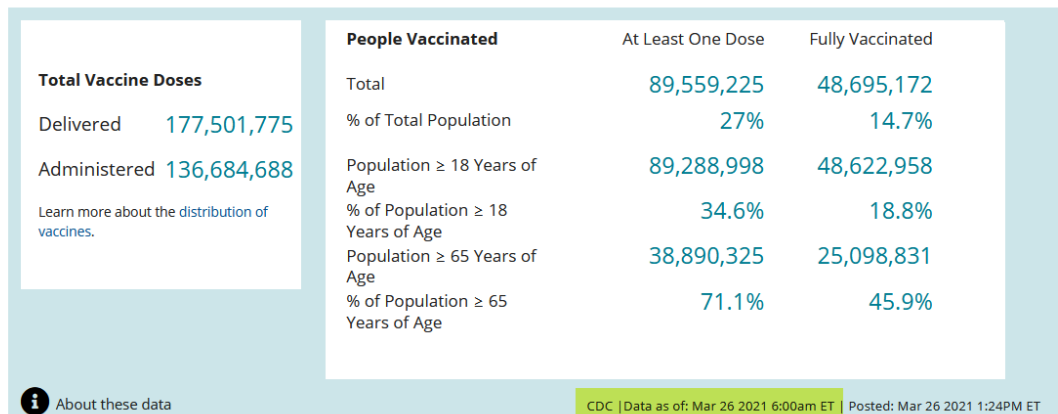 Total Vaccine Doses
Delivered 177,501,775
Administered 136,684,688
Learn more about the distribution of
vaccines.
People Vaccinated At Least One Dose Fully Vaccinated
Total 89,559,225 48,695,172
% of Total Population 27% 14.7%
Population ≥ 18 Years of 89,288,998 48,622,958
Age
% of Population ≥ 18 34.6% 18.8%
Years of Age
Population ≥ 65 Years of 38,890,325 25,098,831
Age
% of Population ≥ 65 71.1% 45.9%
Years of Age
i About these data
CDC |Data as of: Mar 26 2021 6:00am ET | Posted: Mar 26 2021 1:24PM ET